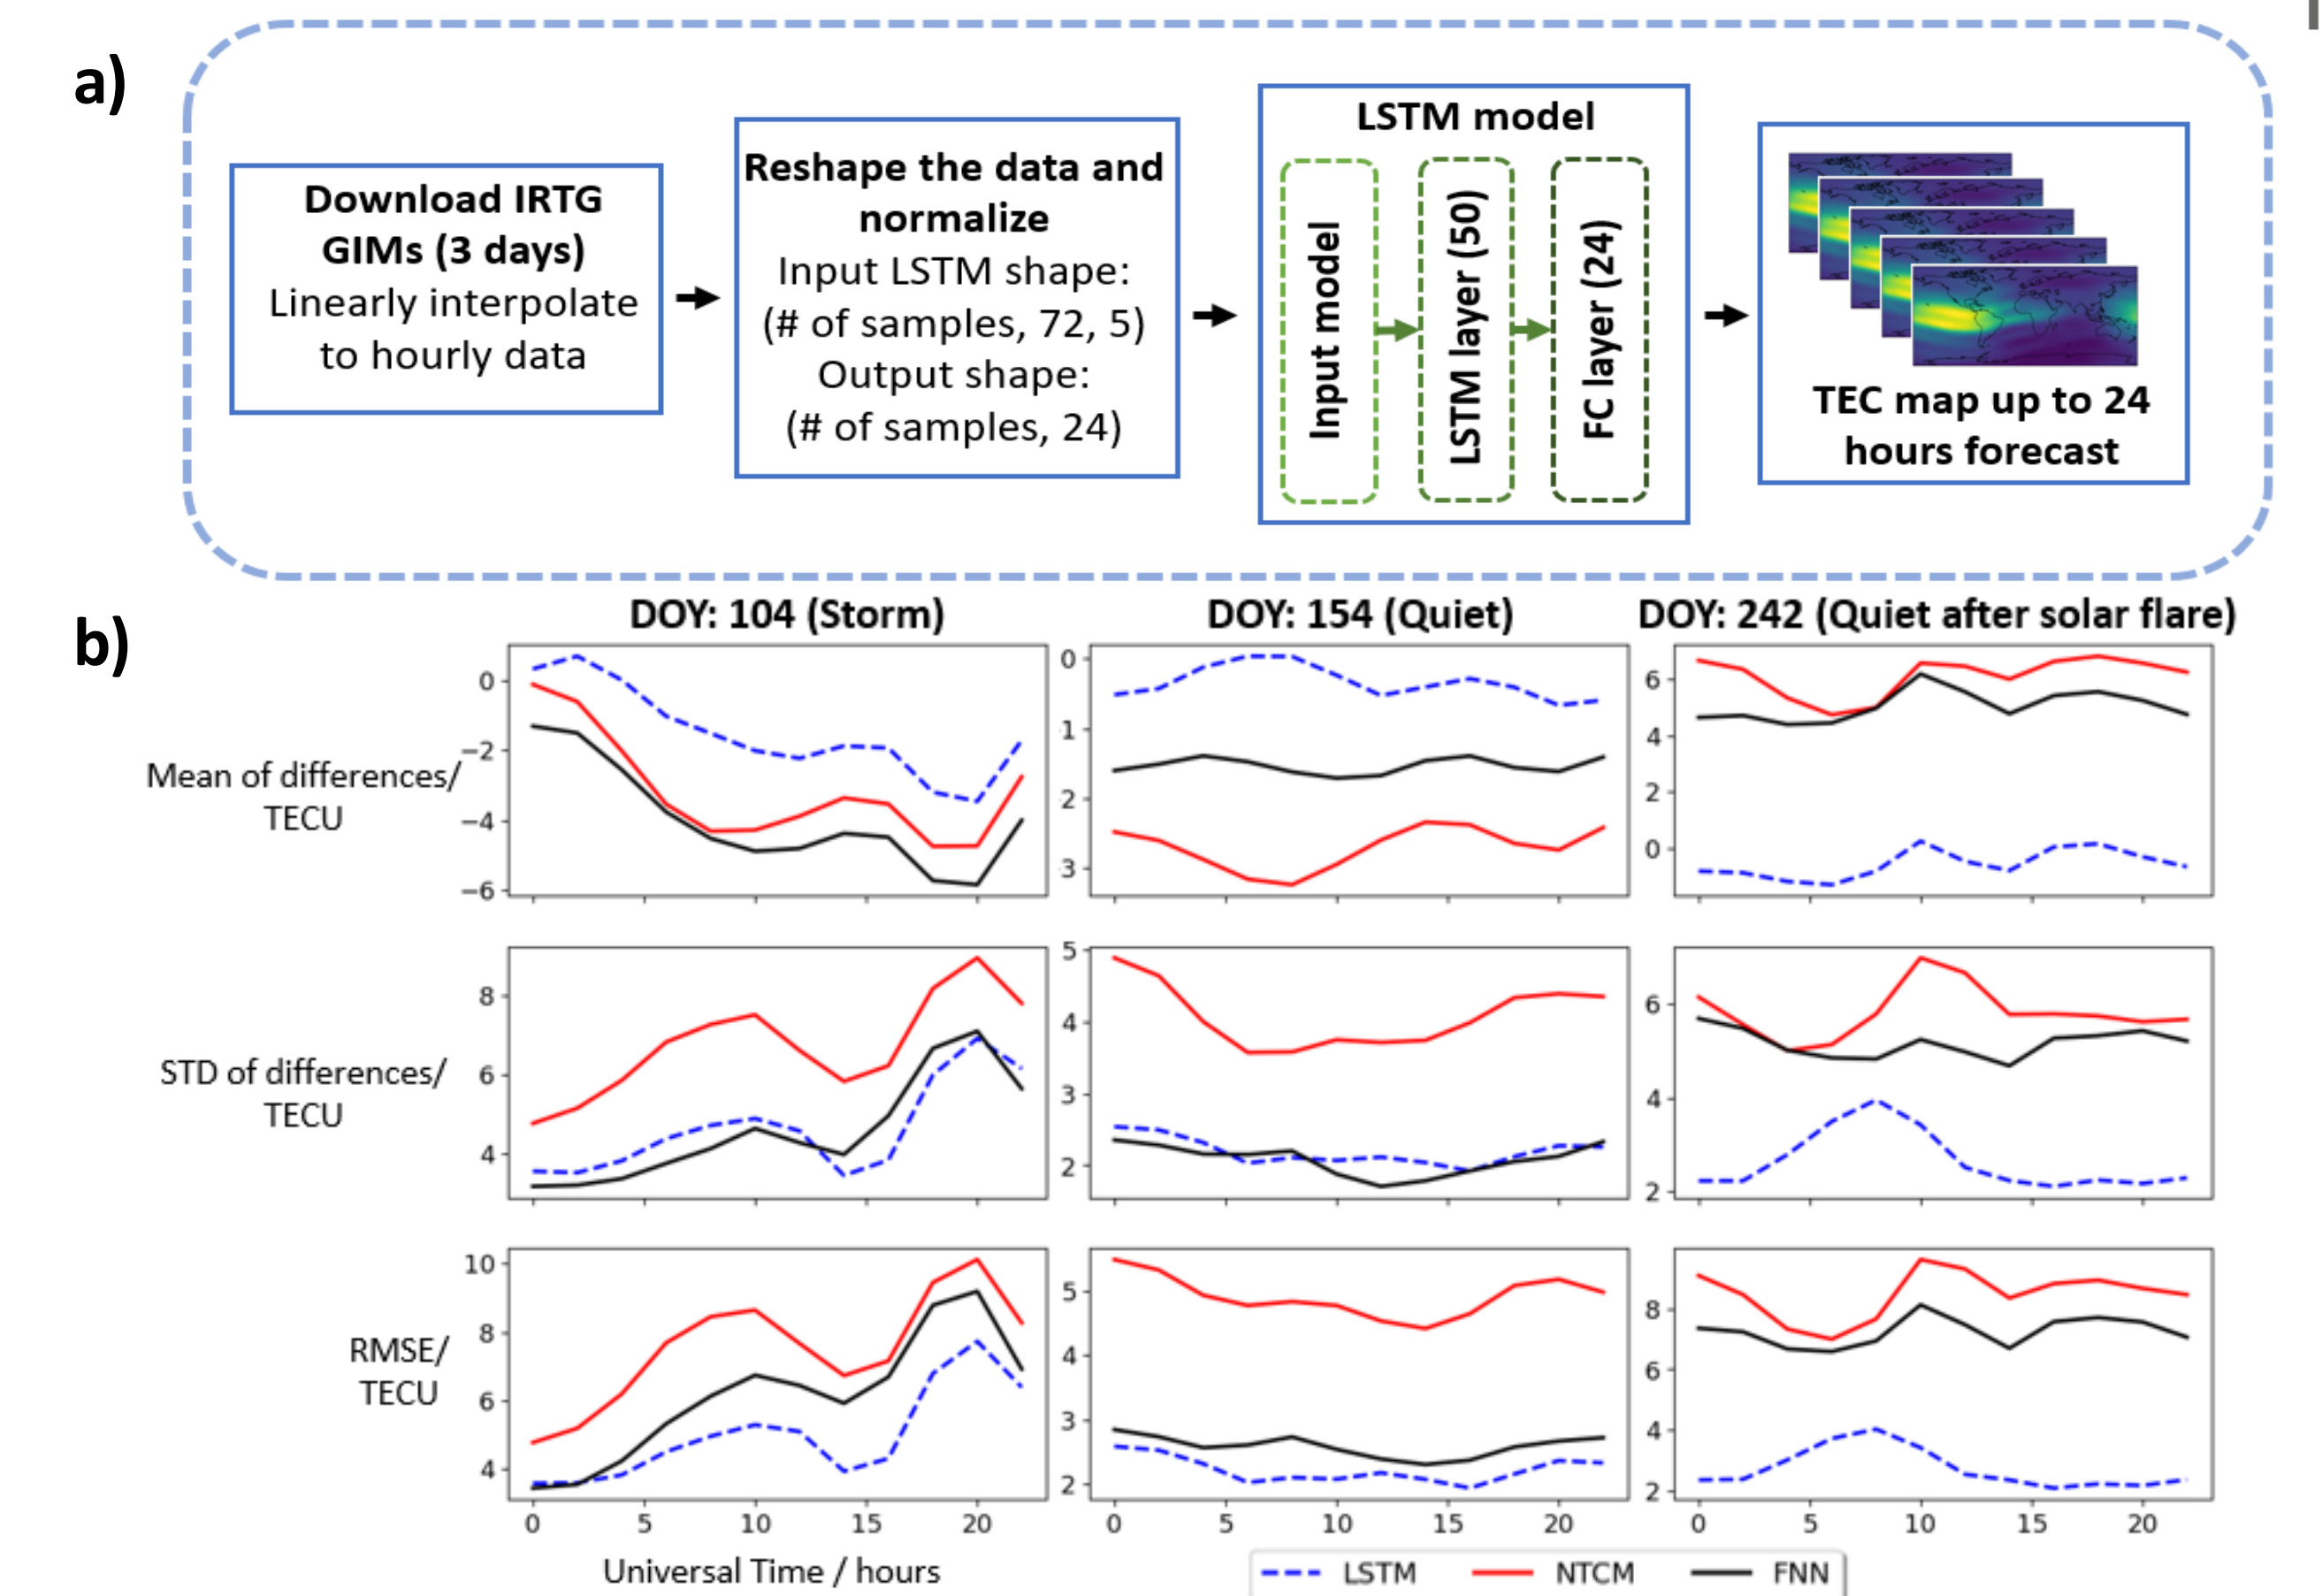 a)
Download IRTG
GIMs (3 days)
Linearly interpolate
to hourly data
Reshape the data and
normalize
Input LSTM shape:
(# of samples, 72, 5)
Output shape:
(# of samples, 24)
LSTM model
Input model
LSTM layer (50)
FC layer (24)
TEC map up to 24
hours forecast
b)
DOY: 104 (Storm)
DOY: 154 (Quiet)
DOY: 242 (Quiet after solar flare)
Mean of differences/
TECU
0
−2
−4
−6
0
1
2
3
6
4
2
0
STD of differences/
TECU
8
6
4
5
4
3
2
6
4
2
RMSE/
TECU
10
8
6
4
5
4
3
2
8
6
4
2
0 5 10 15 20
0 5 10 15 20
0 5 10 15 20
Universal Time / hours
LSTM NTCM FNN